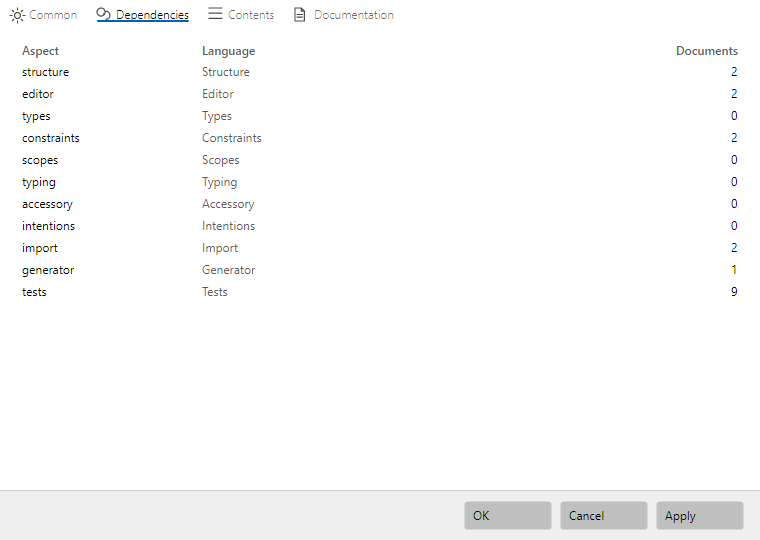 Common Dependencies Contents Documentation
Aspect Language Documents
structure Structure 2
editor Editor 2
types Types 0
constraints Constraints 2
scopes Scopes 0
typing Typing 0
accessory Accessory 0
intentions Intentions 0
import Import 2
generator Generator 1
tests Tests 9
OK Cancel Apply